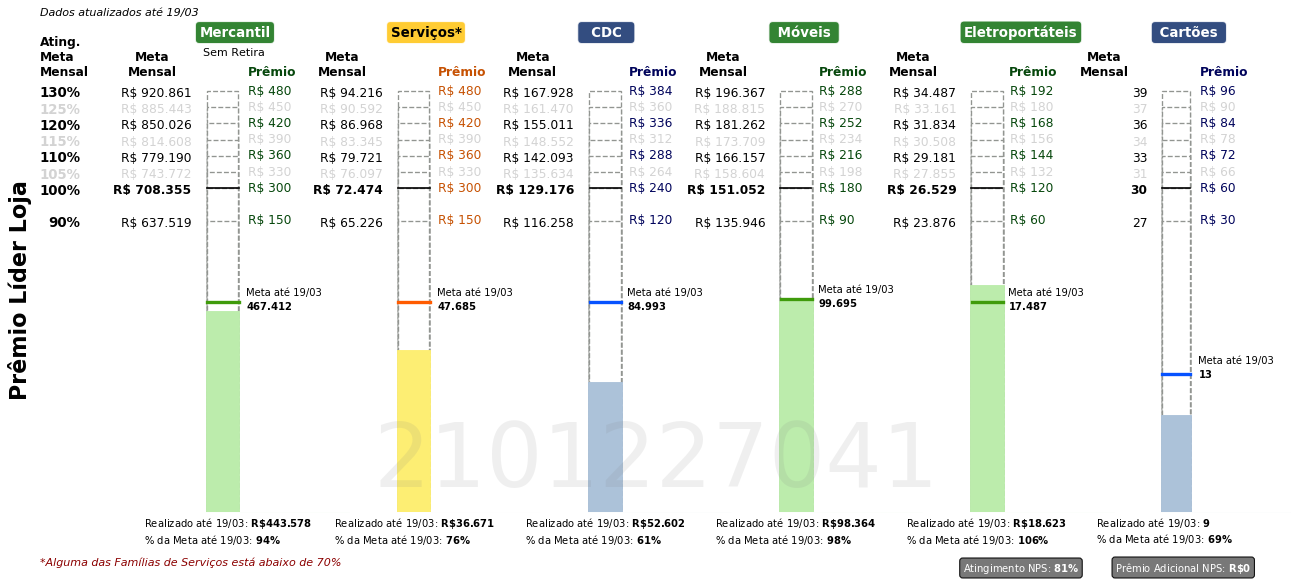 Dados atualizados até 19/03
Mercantil Serviços* CDC Móveis Eletroportáteis Cartões
Sem Retira
Ating. Meta Mensal Meta Mensal Prêmio Meta Mensal Prêmio Meta Mensal Prêmio Meta Mensal Prêmio Meta Mensal Prêmio Meta Mensal Prêmio
130% R$ 920.861 R$ 480 R$ 94.216 R$ 480 R$ 167.928 R$ 384 R$ 196.367 R$ 288 R$ 34.487 R$ 192 39 R$ 96
125% R$ 885.443 R$ 450 R$ 90.592 R$ 450 R$ 161.470 R$ 360 R$ 188.815 R$ 270 R$ 33.161 R$ 180 37 R$ 90
120% R$ 850.026 R$ 420 R$ 86.968 R$ 420 R$ 155.011 R$ 336 R$ 181.262 R$ 252 R$ 31.834 R$ 168 36 R$ 84
115% R$ 814.608 R$ 390 R$ 83.345 R$ 390 R$ 148.552 R$ 312 R$ 173.709 R$ 234 R$ 30.508 R$ 156 34 R$ 78
110% R$ 779.190 R$ 360 R$ 79.721 R$ 360 R$ 142.093 R$ 288 R$ 166.157 R$ 216 R$ 29.181 R$ 144 33 R$ 72
105% R$ 743.772 R$ 330 R$ 76.097 R$ 330 R$ 135.634 R$ 264 R$ 158.604 R$ 198 R$ 27.855 R$ 132 31 R$ 66
100% R$ 708.355 R$ 300 R$ 72.474 R$ 300 R$ 129.176 R$ 240 R$ 151.052 R$ 180 R$ 26.529 R$ 120 30 R$ 60
90% R$ 637.519 R$ 150 R$ 65.226 R$ 150 R$ 116.258 R$ 120 R$ 135.946 R$ 90 R$ 23.876 R$ 60 27 R$ 30
Prêmio Líder Loja
Meta até 19/03 Meta até 19/03 Meta até 19/03 Meta até 19/03 Meta até 19/03 Meta até 19/03
467.412 47.685 84.993 99.695 17.487 13
2101227041
Realizado até 19/03: R$443.578 Realizado até 19/03: R$36.671 Realizado até 19/03: R$52.602 Realizado até 19/03: R$98.364 Realizado até 19/03: R$18.623 Realizado até 19/03: 9
% da Meta até 19/03: 94% % da Meta até 19/03: 76% % da Meta até 19/03: 61% % da Meta até 19/03: 98% % da Meta até 19/03: 106% % da Meta até 19/03: 69%
*Alguma das Famílias de Serviços está abaixo de 70% Atingimento NPS: 81% Prêmio Adicional NPS: R$0